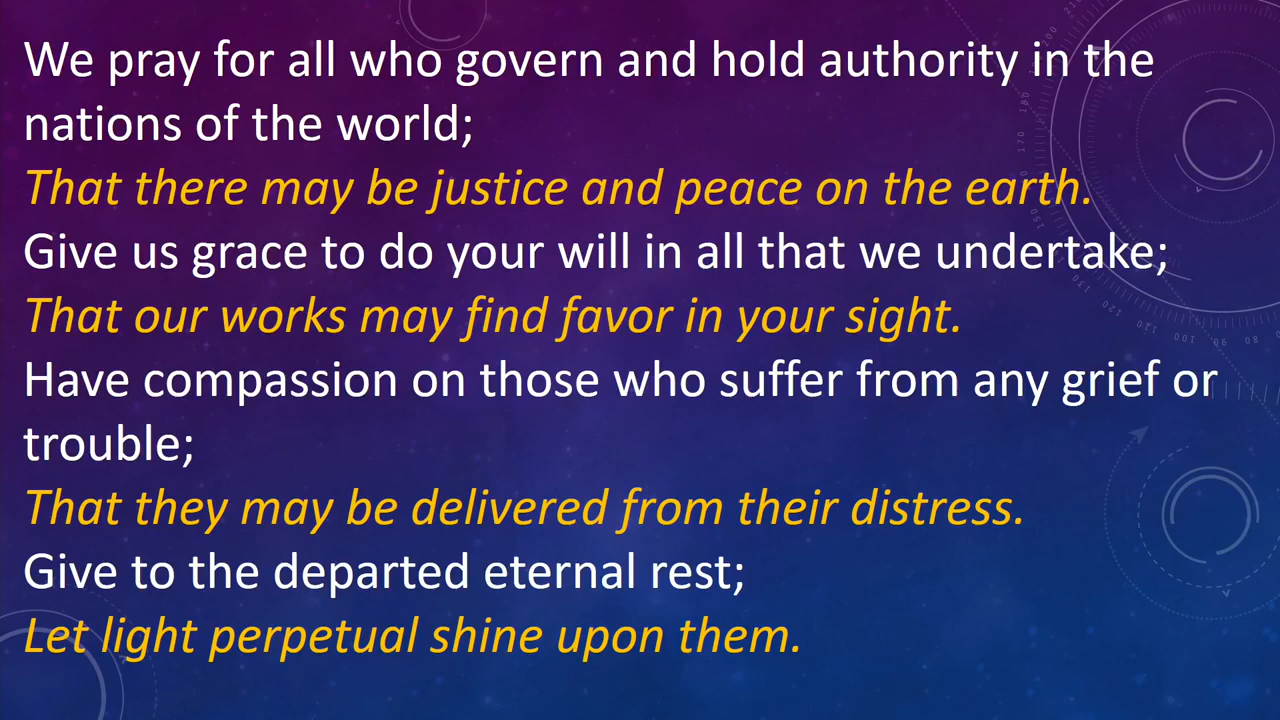 We pray for all who govern and hold authority in the
nations of the world;
That there may be justice and peace on the earth.
Give us grace to do your will in all that we undertake;
That our works may find favor in your sight.
Have compassion on those who suffer from any grief or
trouble;
That they may be delivered from their distress.
Give to the departed eternal rest;
Let light perpetual shine upon them.